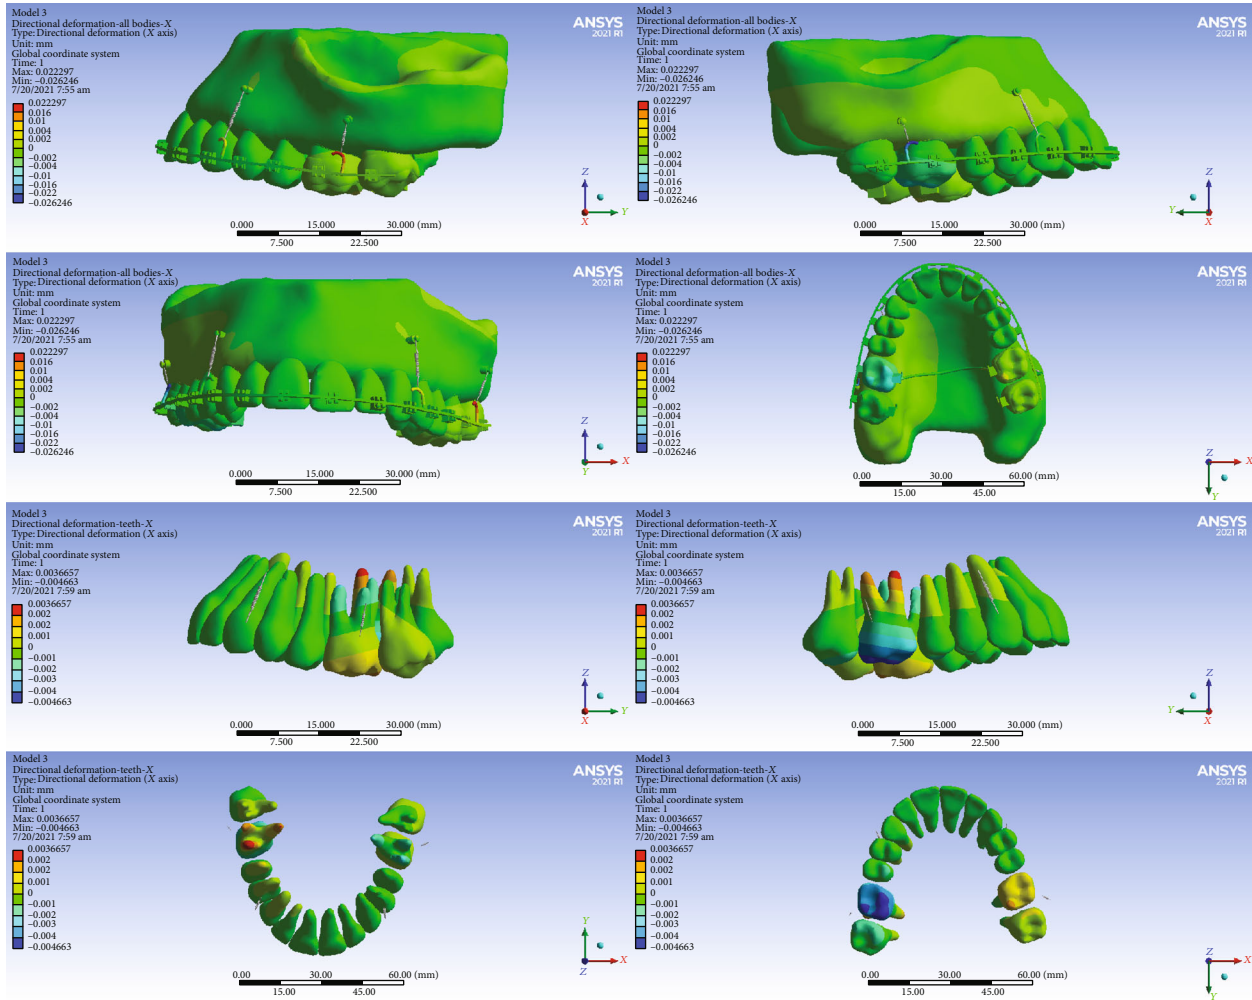 Model 3
Directional deformation-all bodies-X
Type: Directional deformation (X axis)
Unit: mm
Global coordinate system
Time: 1
Max: 0.022297
Min: –0.026246
7/20/2021 7:55 am
0.022297
0.016
0.01
0.004
0.002
0
–0.002
–0.004
–0.01
–0.016
–0.022
–0.026246
ANSYS
2021 R1
0.000 15.000 30.000 (mm)
7.500 22.500
Z
Y
X
Model 3
Directional deformation-all bodies-X
Type: Directional deformation (X axis)
Unit: mm
Global coordinate system
Time: 1
Max: 0.022297
Min: –0.026246
7/20/2021 7:55 am
0.022297
0.016
0.01
0.004
0.002
0
–0.002
–0.004
–0.01
–0.016
–0.022
–0.026246
ANSYS
2021 R1
0.000 15.000 30.000 (mm)
7.500 22.500
Z
Y
X
Model 3
Directional deformation-all bodies-X
Type: Directional deformation (X axis)
Unit: mm
Global coordinate system
Time: 1
Max: 0.022297
Min: –0.026246
7/20/2021 7:55 am
0.022297
0.016
0.01
0.004
0.002
0
–0.002
–0.004
–0.01
–0.016
–0.022
–0.026246
ANSYS
2021 R1
0.000 15.000 30.000 (mm)
7.500 22.500
Z
X
Y
Model 3
Directional deformation-all bodies-X
Type: Directional deformation (X axis)
Unit: mm
Global coordinate system
Time: 1
Max: 0.022297
Min: –0.026246
7/20/2021 7:55 am
0.022297
0.016
0.01
0.004
0.002
0
–0.002
–0.004
–0.01
–0.016
–0.022
–0.026246
ANSYS
2021 R1
0.00 30.00 60.00 (mm)
15.00 45.00
Z
X
Y
Model 3
Directional deformation-teeth-X
Type: Directional deformation (X axis)
Unit: mm
Global coordinate system
Time: 1
Max: 0.0036657
Min: –0.004663
7/20/2021 7:59 am
0.0036657
0.002
0.002
0.001
0
–0.001
–0.002
–0.003
–0.004
–0.004663
ANSYS
2021 R1
0.000 15.000 30.000 (mm)
7.500 22.500
Z
Y
X
Model 3
Directional deformation-teeth-X
Type: Directional deformation (X axis)
Unit: mm
Global coordinate system
Time: 1
Max: 0.0036657
Min: –0.004663
7/20/2021 7:59 am
0.0036657
0.002
0.002
0.001
0
–0.001
–0.002
–0.003
–0.004
–0.004663
ANSYS
2021 R1
0.000 15.000 30.000 (mm)
7.500 22.500
Z
Y
X
Model 3
Directional deformation-teeth-X
Type: Directional deformation (X axis)
Unit: mm
Global coordinate system
Time: 1
Max: 0.0036657
Min: –0.004663
7/20/2021 7:59 am
0.0036657
0.002
0.002
0.001
0
–0.001
–0.002
–0.003
–0.004
–0.004663
ANSYS
2021 R1
0.00 30.00 60.00 (mm)
15.00 45.00
Y
X
Z
Model 3
Directional deformation-teeth-X
Type: Directional deformation (X axis)
Unit: mm
Global coordinate system
Time: 1
Max: 0.0036657
Min: –0.004663
7/20/2021 7:59 am
0.0036657
0.002
0.002
0.001
0
–0.001
–0.002
–0.003
–0.004
–0.004663
ANSYS
2021 R1
0.00 30.00 60.00 (mm)
15.00 45.00
Z
X
Y